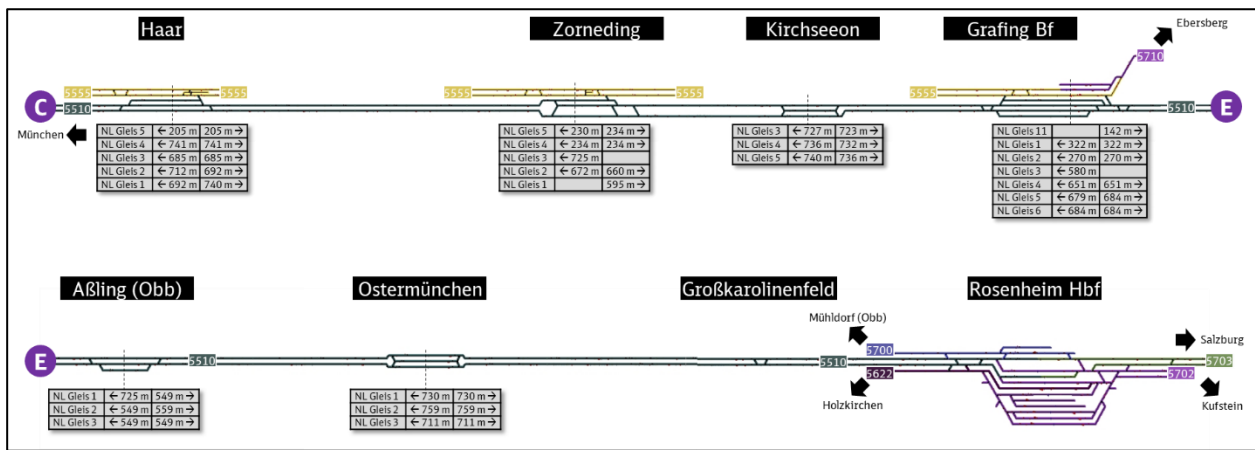 Haar
Zorneding
Kirchseeon
Grafing Bf
Ebersberg
5710
5555
5555
5555
5555
5555
C
5510
5510
E
München
NL Gleis 5 ← 205 m 205 m →
NL Gleis 4 ← 741 m 741 m →
NL Gleis 3 ← 685 m 685 m →
NL Gleis 2 ← 712 m 692 m →
NL Gleis 1 ← 692 m 740 m →
NL Gleis 5 ← 230 m 234 m →
NL Gleis 4 ← 234 m 234 m →
NL Gleis 3 ← 725 m
NL Gleis 2 ← 672 m 660 m →
NL Gleis 1 595 m →
NL Gleis 3 ← 727 m 723 m →
NL Gleis 4 ← 736 m 732 m →
NL Gleis 5 ← 740 m 736 m →
NL Gleis 11 142 m →
NL Gleis 1 ← 322 m 322 m →
NL Gleis 2 ← 270 m 270 m →
NL Gleis 3 ← 580 m
NL Gleis 4 ← 651 m 651 m →
NL Gleis 5 ← 679 m 684 m →
NL Gleis 6 ← 684 m 684 m →
Aßling (Obb)
Ostermünchen
Großkarolinenfeld
Rosenheim Hbf
Mühldorf (Obb)
Salzburg
E
5510
5510
5700
5703
5622
5702
Holzkirchen
Kufstein
NL Gleis 1 ← 725 m 549 m →
NL Gleis 2 ← 549 m 559 m →
NL Gleis 3 ← 549 m 549 m →
NL Gleis 1 ← 730 m 730 m →
NL Gleis 2 ← 759 m 759 m →
NL Gleis 3 ← 711 m 711 m →